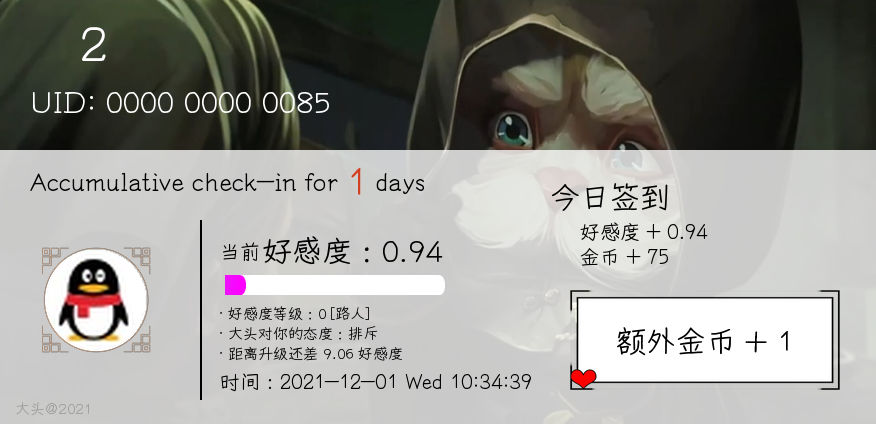 2
UID: 0000 0000 0085
Accumulative check-in for 1 days
今日签到
好感度 + 0.94
金币 + 75
当前好感度：0.94
· 好感度等级：0 [路人]
· 大头对你的态度：排斥
· 距离升级还差 9.06 好感度
时间：2021-12-01 Wed 10:34:39
额外金币 + 1
大头@2021